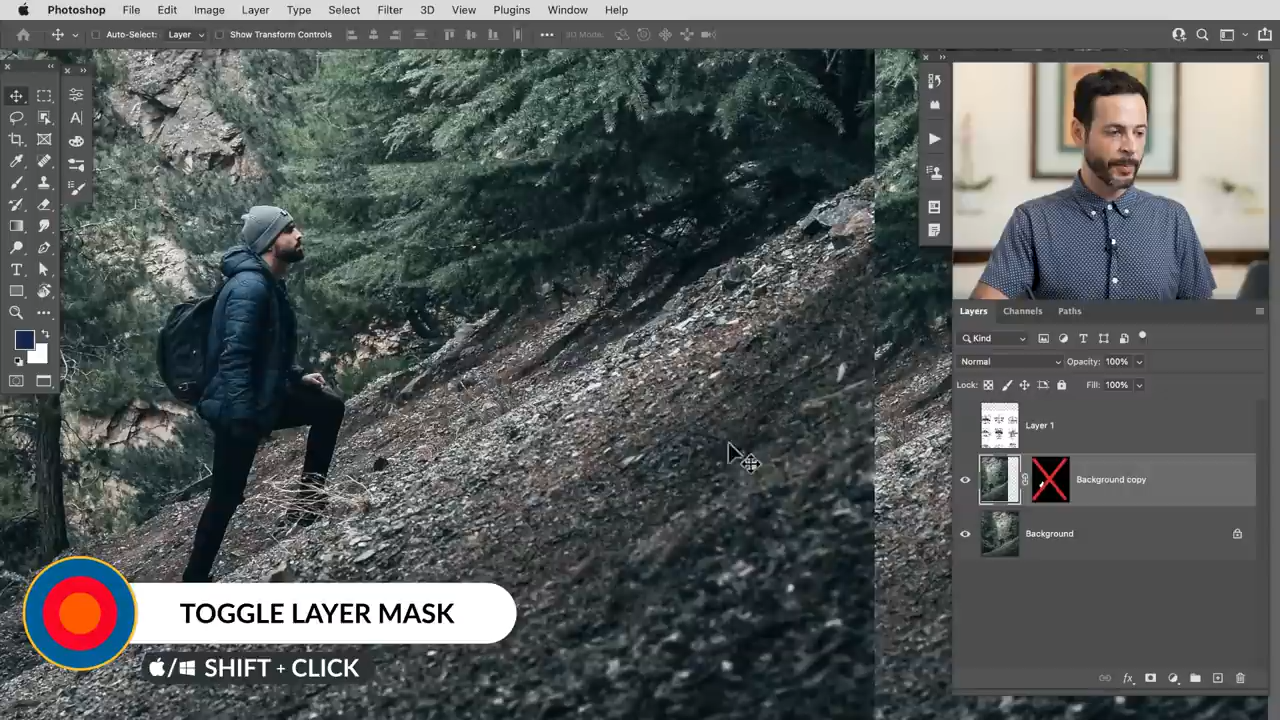 Photoshop File Edit Image Layer Type Select Filter 3D View Plugins Window Help
Auto-Select: Layer Show Transform Controls 3D Mode:
Layers Channels Paths
Kind
Normal Opacity: 100%
Lock: Fill: 100%
Layer 1
Background copy
Background
TOGGLE LAYER MASK
/ SHIFT + CLICK